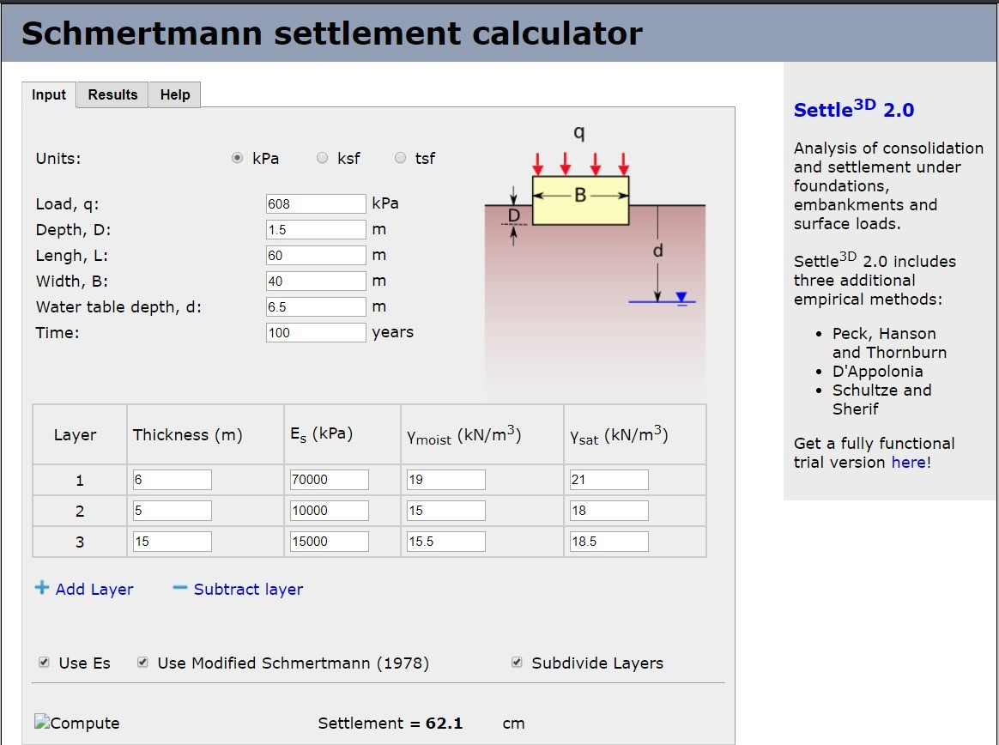 Schmertmann settlement calculator
Input Results Help
Units: kPa ksf tsf
Load, q: 608 kPa
Depth, D: 1.5 m
Lengh, L: 60 m
Width, B: 40 m
Water table depth, d: 6.5 m
Time: 100 years
q
B
D
d
Layer Thickness (m) Es (kPa) γmoist (kN/m3) γsat (kN/m3)
1 6 70000 19 21
2 5 10000 15 18
3 15 15000 15.5 18.5
+ Add Layer − Subtract layer
Use Es Use Modified Schmertmann (1978) Subdivide Layers
Compute Settlement = 62.1 cm
Settle3D 2.0
Analysis of consolidation
and settlement under
foundations,
embankments and
surface loads.
Settle3D 2.0 includes
three additional
empirical methods:
• Peck, Hanson
and Thornburn
• D'Appolonia
• Schultze and
Sherif
Get a fully functional
trial version here!